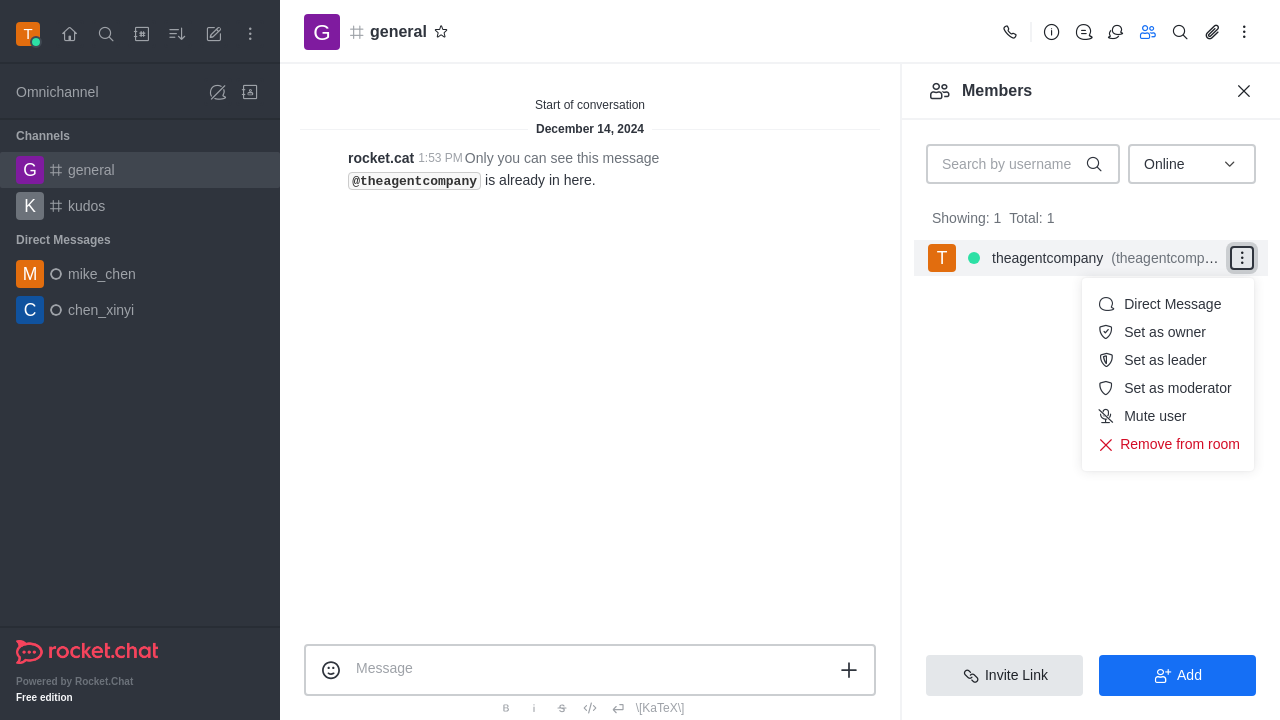 T
Omnichannel
Channels
G general
K kudos
Direct Messages
M mike_chen
C chen_xinyi
rocket.chat
Powered by Rocket.Chat
Free edition
G general
Start of conversation
December 14, 2024
rocket.cat 1:53 PM Only you can see this message
@theagentcompany is already in here.
Message
\[KaTeX\]
Members
Search by username
Online
Showing: 1 Total: 1
T theagentcompany (theagentcomp…
Direct Message
Set as owner
Set as leader
Set as moderator
Mute user
Remove from room
Invite Link
Add